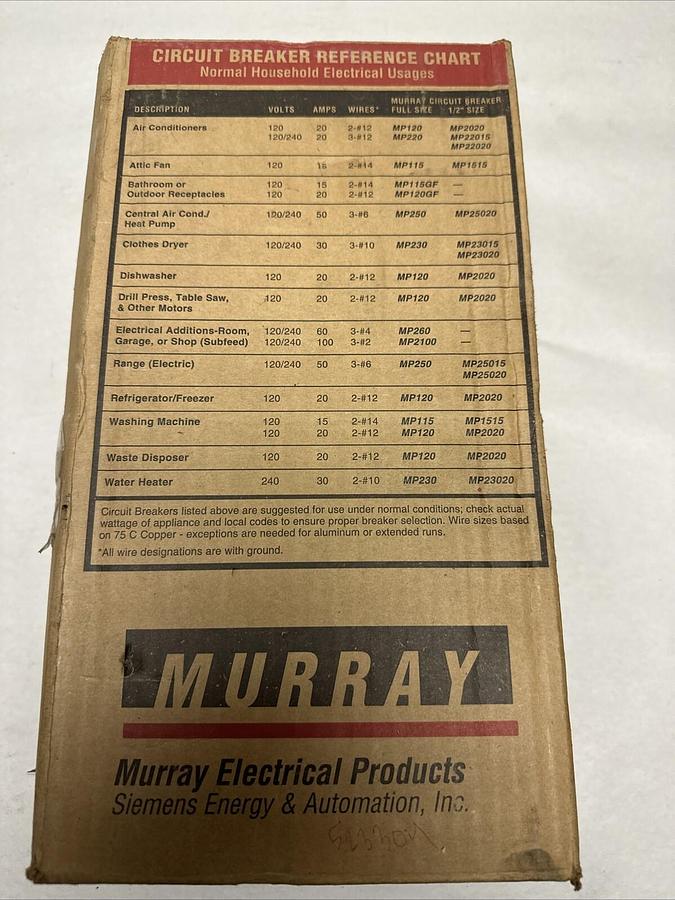 CIRCUIT BREAKER REFERENCE CHART
Normal Household Electrical Usages
MURRAY CIRCUIT BREAKER
DESCRIPTION VOLTS AMPS WIRES* FULL SIZE 1/2" SIZE
Air Conditioners 120 20 2-#12 MP120 MP2020
120/240 20 3-#12 MP220 MP22015
MP22020
Attic Fan 120 15 2-#14 MP115 MP1515
Bathroom or 120 15 2-#14 MP115GF —
Outdoor Receptacles 120 20 2-#12 MP120GF —
Central Air Cond./ 120/240 50 3-#6 MP250 MP25020
Heat Pump
Clothes Dryer 120/240 30 3-#10 MP230 MP23015
MP23020
Dishwasher 120 20 2-#12 MP120 MP2020
Drill Press, Table Saw, 120 20 2-#12 MP120 MP2020
& Other Motors
Electrical Additions-Room, 120/240 60 3-#4 MP260 —
Garage, or Shop (Subfeed) 120/240 100 3-#2 MP2100 —
Range (Electric) 120/240 50 3-#6 MP250 MP25015
MP25020
Refrigerator/Freezer 120 20 2-#12 MP120 MP2020
Washing Machine 120 15 2-#14 MP115 MP1515
120 20 2-#12 MP120 MP2020
Waste Disposer 120 20 2-#12 MP120 MP2020
Water Heater 240 30 2-#10 MP230 MP23020
Circuit Breakers listed above are suggested for use under normal conditions; check actual
wattage of appliance and local codes to ensure proper breaker selection. Wire sizes based
on 75 C Copper - exceptions are needed for aluminum or extended runs.
*All wire designations are with ground.
MURRAY
Murray Electrical Products
Siemens Energy & Automation, Inc.